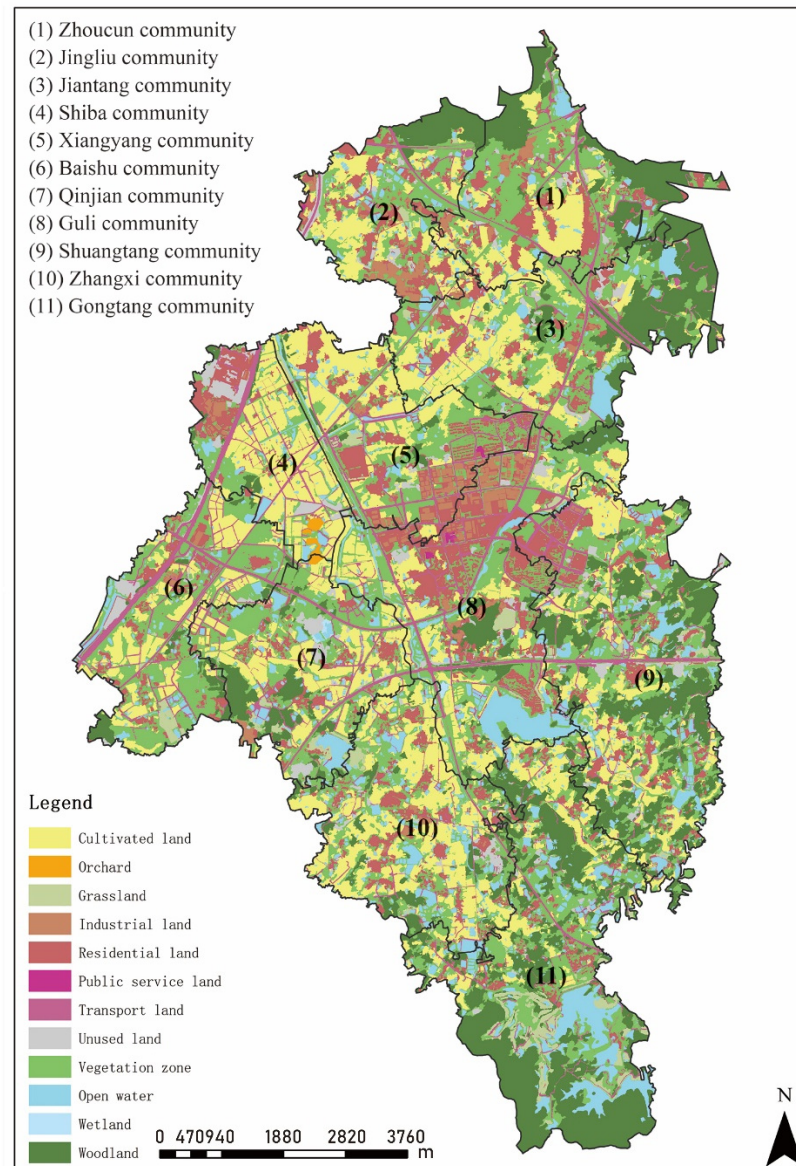 (1) Zhoucun community
(2) Jingliu community
(3) Jiantang community
(4) Shiba community
(5) Xiangyang community
(6) Baishu community
(7) Qinjian community
(8) Guli community
(9) Shuangtang community
(10) Zhangxi community
(11) Gongtang community
(1)
(2)
(3)
(5)
(4)
(6)
(8)
(7)
(9)
(10)
(11)
Legend
Cultivated land
Orchard
Grassland
Industrial land
Residential land
Public service land
Transport land
Unused land
Vegetation zone
Open water
Wetland
Woodland
0 470940 1880 2820 3760
m
N